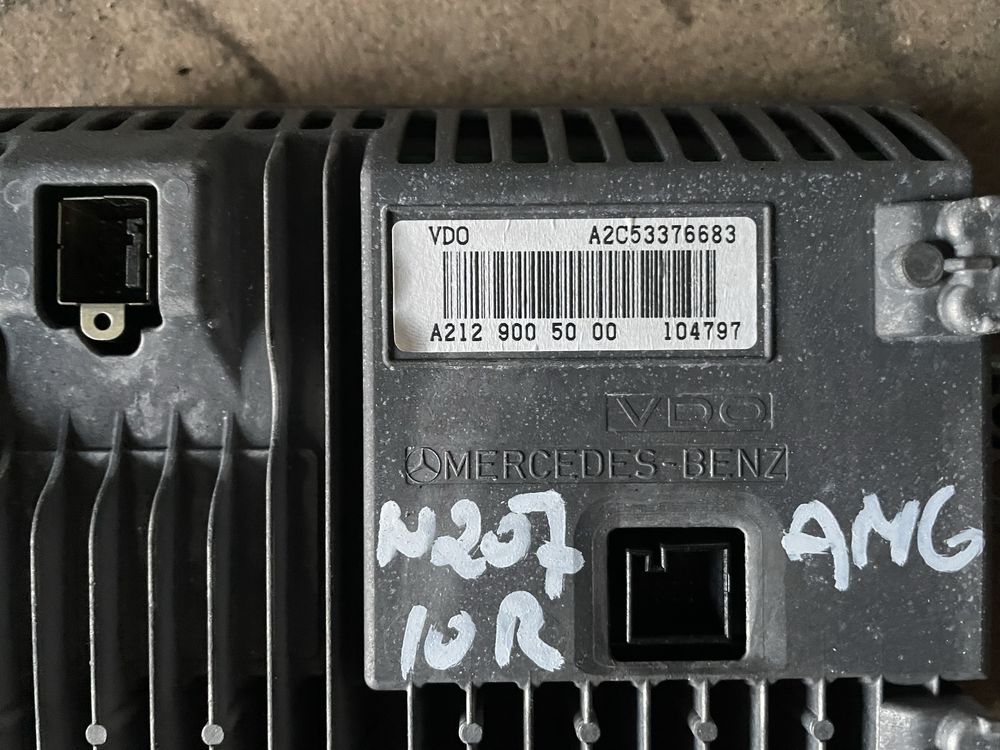 VDO A2C53376683
A212 900 50 00 104797
VDO
MERCEDES-BENZ
W207 AMG
10R